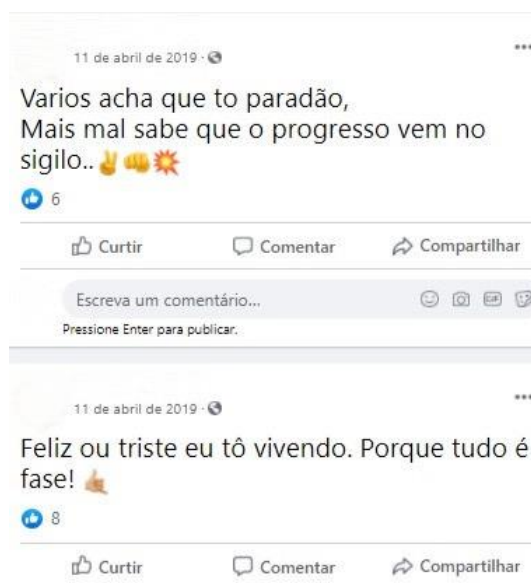 11 de abril de 2019 ·
Varios acha que to paradão,
Mais mal sabe que o progresso vem no
sigilo..✌️👊💥
6
Curtir Comentar Compartilhar
Escreva um comentário...
GIF
Pressione Enter para publicar.
11 de abril de 2019 ·
Feliz ou triste eu tô vivendo. Porque tudo é
fase! 🤙🏼
8
Curtir Comentar Compartilhar